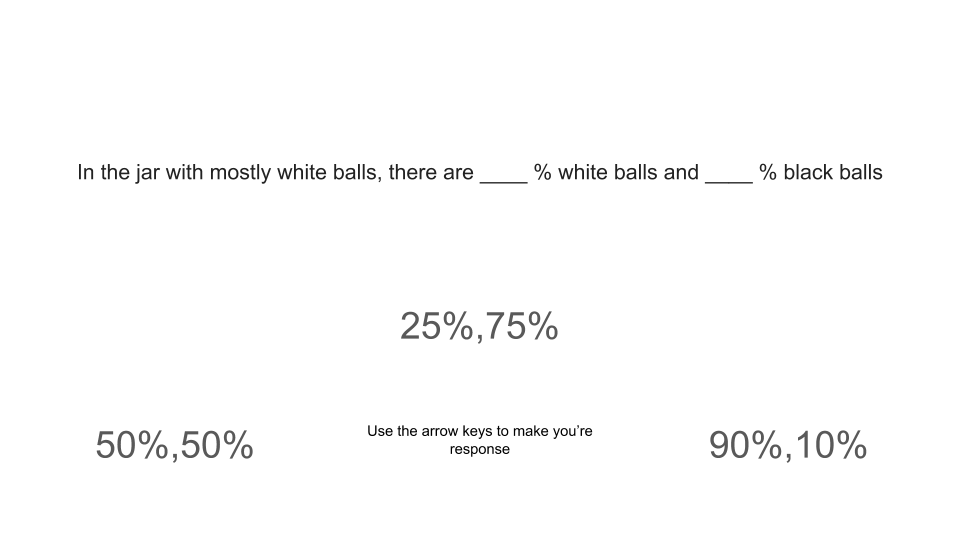 In the jar with mostly white balls, there are ____ % white balls and ____ % black balls
25%,75%
50%,50%
Use the arrow keys to make you’re
response
90%,10%